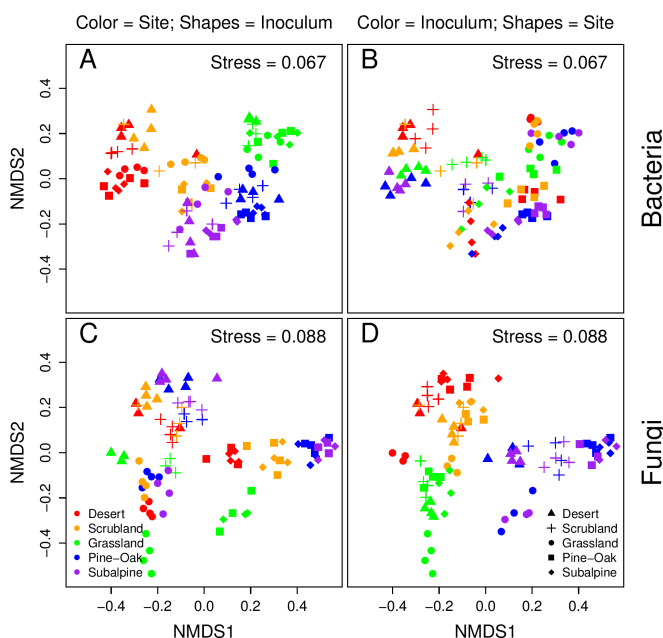 Color = Site; Shapes = Inoculum
Color = Inoculum; Shapes = Site
A
Stress = 0.067
B
Stress = 0.067
Bacteria
NMDS2
0.4
0.2
0.0
−0.2
−0.4
C
Stress = 0.088
D
Stress = 0.088
Fungi
NMDS2
0.4
0.2
0.0
−0.2
−0.4
Desert
Scrubland
Grassland
Pine−Oak
Subalpine
Desert
Scrubland
Grassland
Pine−Oak
Subalpine
−0.4
−0.2
0.0
0.2
0.4
−0.4
−0.2
0.0
0.2
0.4
NMDS1
NMDS1